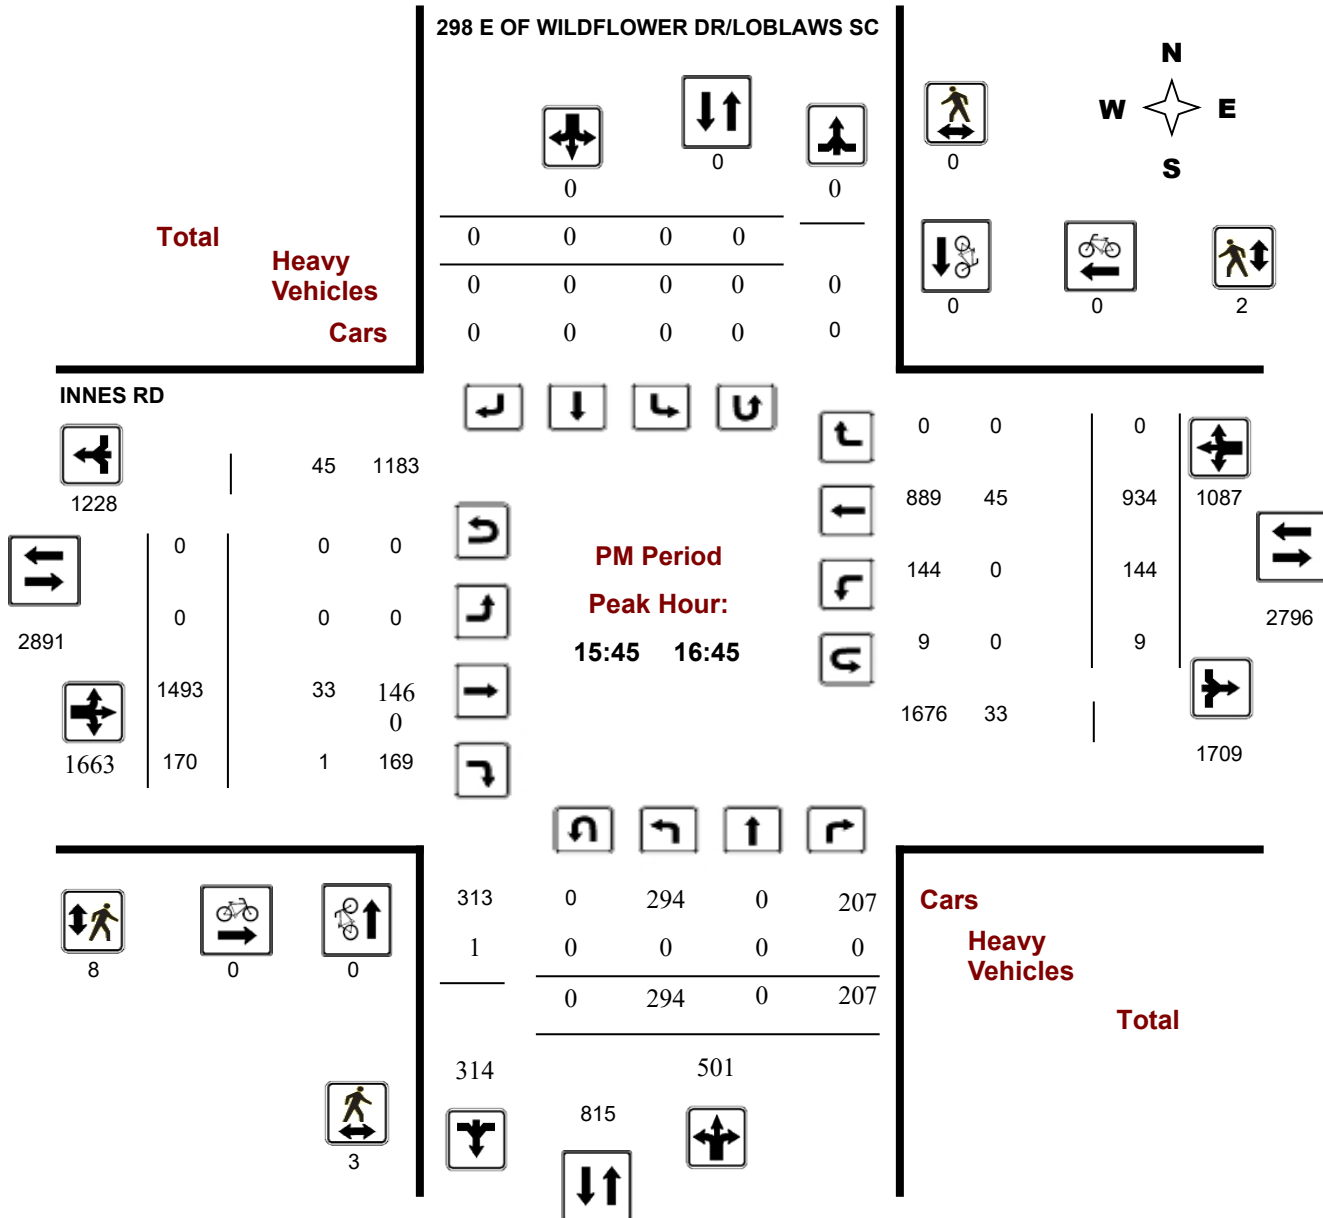 298 E OF WILDFLOWER DR/LOBLAWS SC
N
W E
S
0
0
0 0
0
Total
0 0 0 0
Heavy
Vehicles
0 0 0 0 0
Cars
0 0 0 0 0
0 0 2
INNES RD
45 1183
1228
0 0 0
0 0 0
2891
1493 33 146
0
1663 170 1 169
PM Period
Peak Hour:
15:45 16:45
0 0 0
889 45 934 1087
144 0 144
2796
9 0 9
1676 33
1709
313 0 294 0 207
1 0 0 0 0
0 294 0 207
314 501
815
8 0 0
3
Cars
Heavy
Vehicles
Total